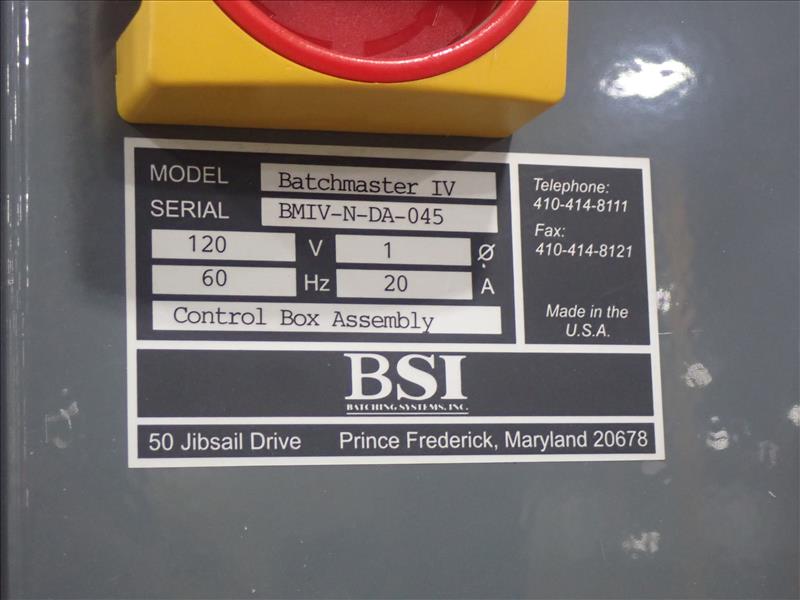 MODEL Batchmaster IV
SERIAL BMIV-N-DA-045
120 V 1 Ø
60 Hz 20 A
Control Box Assembly
Telephone:
410-414-8111
Fax:
410-414-8121
Made in the
U.S.A.
BSI
BATCHING SYSTEMS, INC.
50 Jibsail Drive Prince Frederick, Maryland 20678